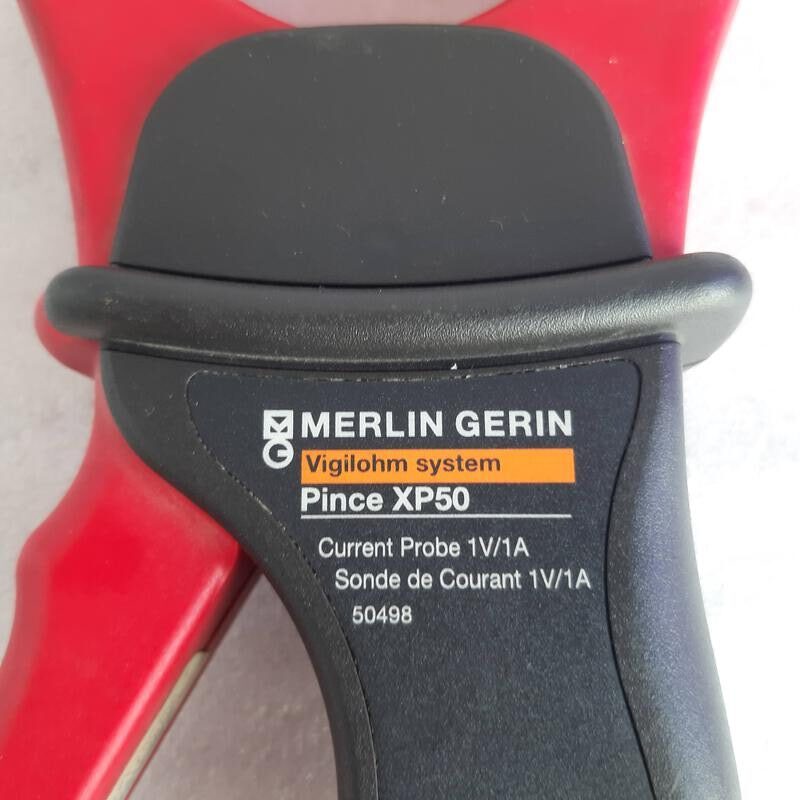 MERLIN GERIN
Vigilohm system
Pince XP50
Current Probe 1V/1A
Sonde de Courant 1V/1A
50498